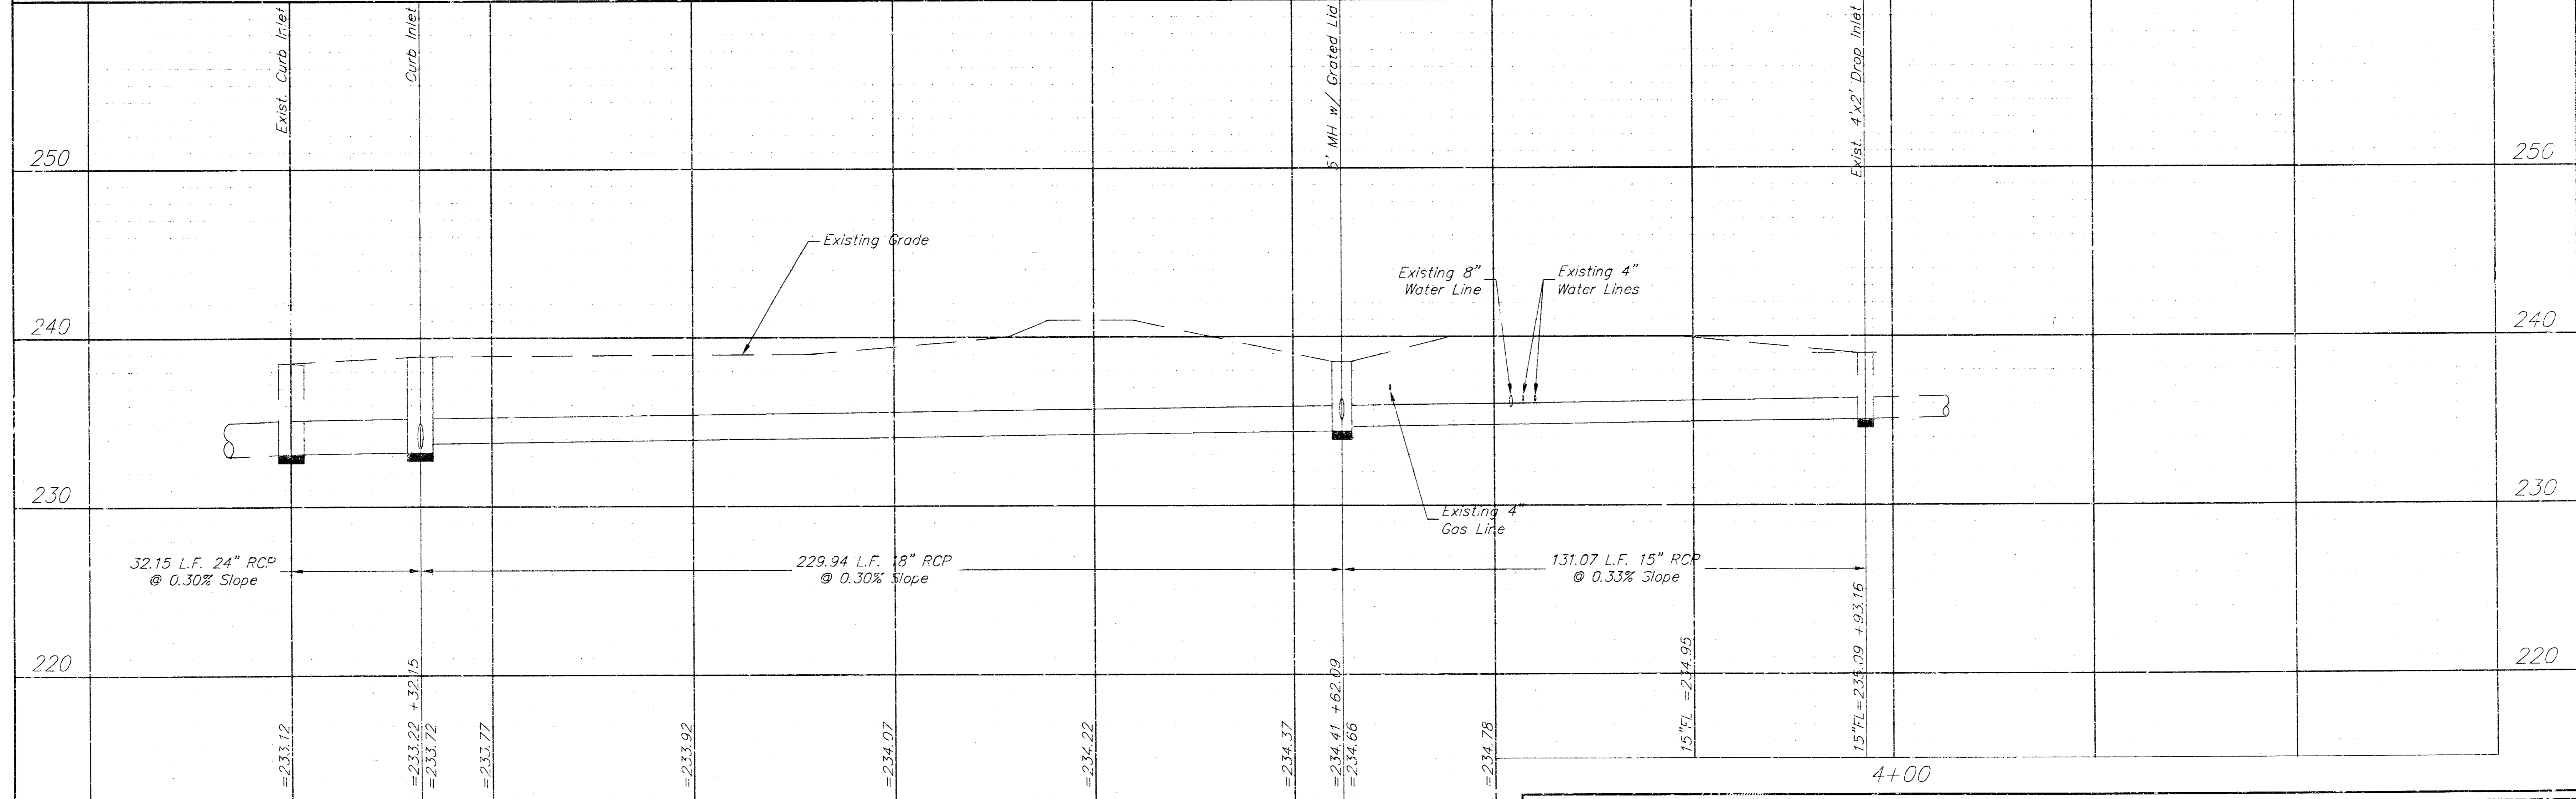 Exist. Curb Inlet
Curb Inlet
5' MH w/ Grated Lid
Exist. 4'x2' Drop Inlet
250
250
Existing Grade
Existing 8"
Water Line
Existing 4"
Water Lines
240
240
230
230
Existing 4"
Gas Line
32.15 L.F. 24" RCP
@ 0.30% Slope
229.94 L.F. 18" RCP
@ 0.30% Slope
131.07 L.F. 15" RCP
@ 0.33% Slope
220
220
=233.12
=233.22 +32.15
=233.72
=233.77
=233.92
=234.07
=234.22
=234.37
=234.41 +62.09
=234.66
=234.78
15"FL =234.95
15"FL=235.09 +93.16
4+00